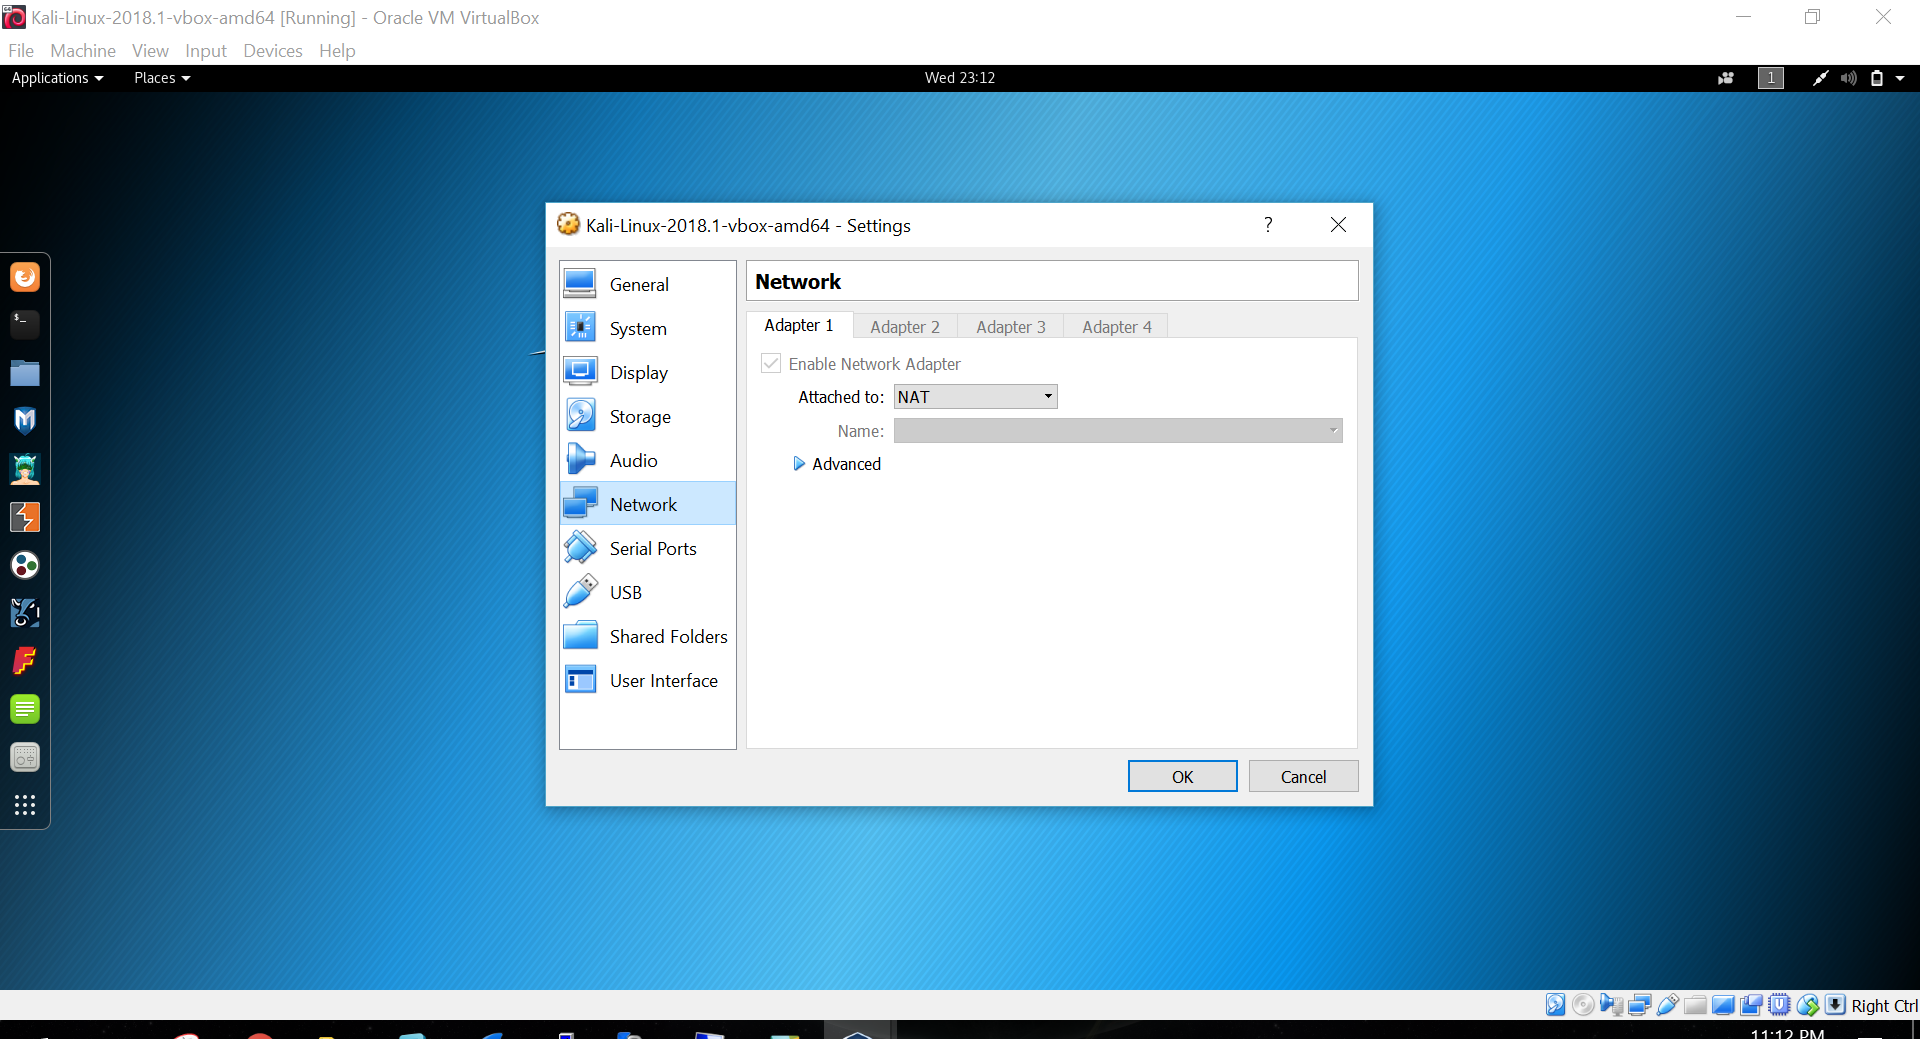 Kali-Linux-2018.1-vbox-amd64 [Running] - Oracle VM VirtualBox
File Machine View Input Devices Help
Applications Places Wed 23:12 1
Kali-Linux-2018.1-vbox-amd64 - Settings ?
General
System
Display
Storage
Audio
Network
Serial Ports
USB
Shared Folders
User Interface
Network
Adapter 1 Adapter 2 Adapter 3 Adapter 4
Enable Network Adapter
Attached to: NAT
Name:
Advanced
OK Cancel
Right Ctrl
11:12 PM